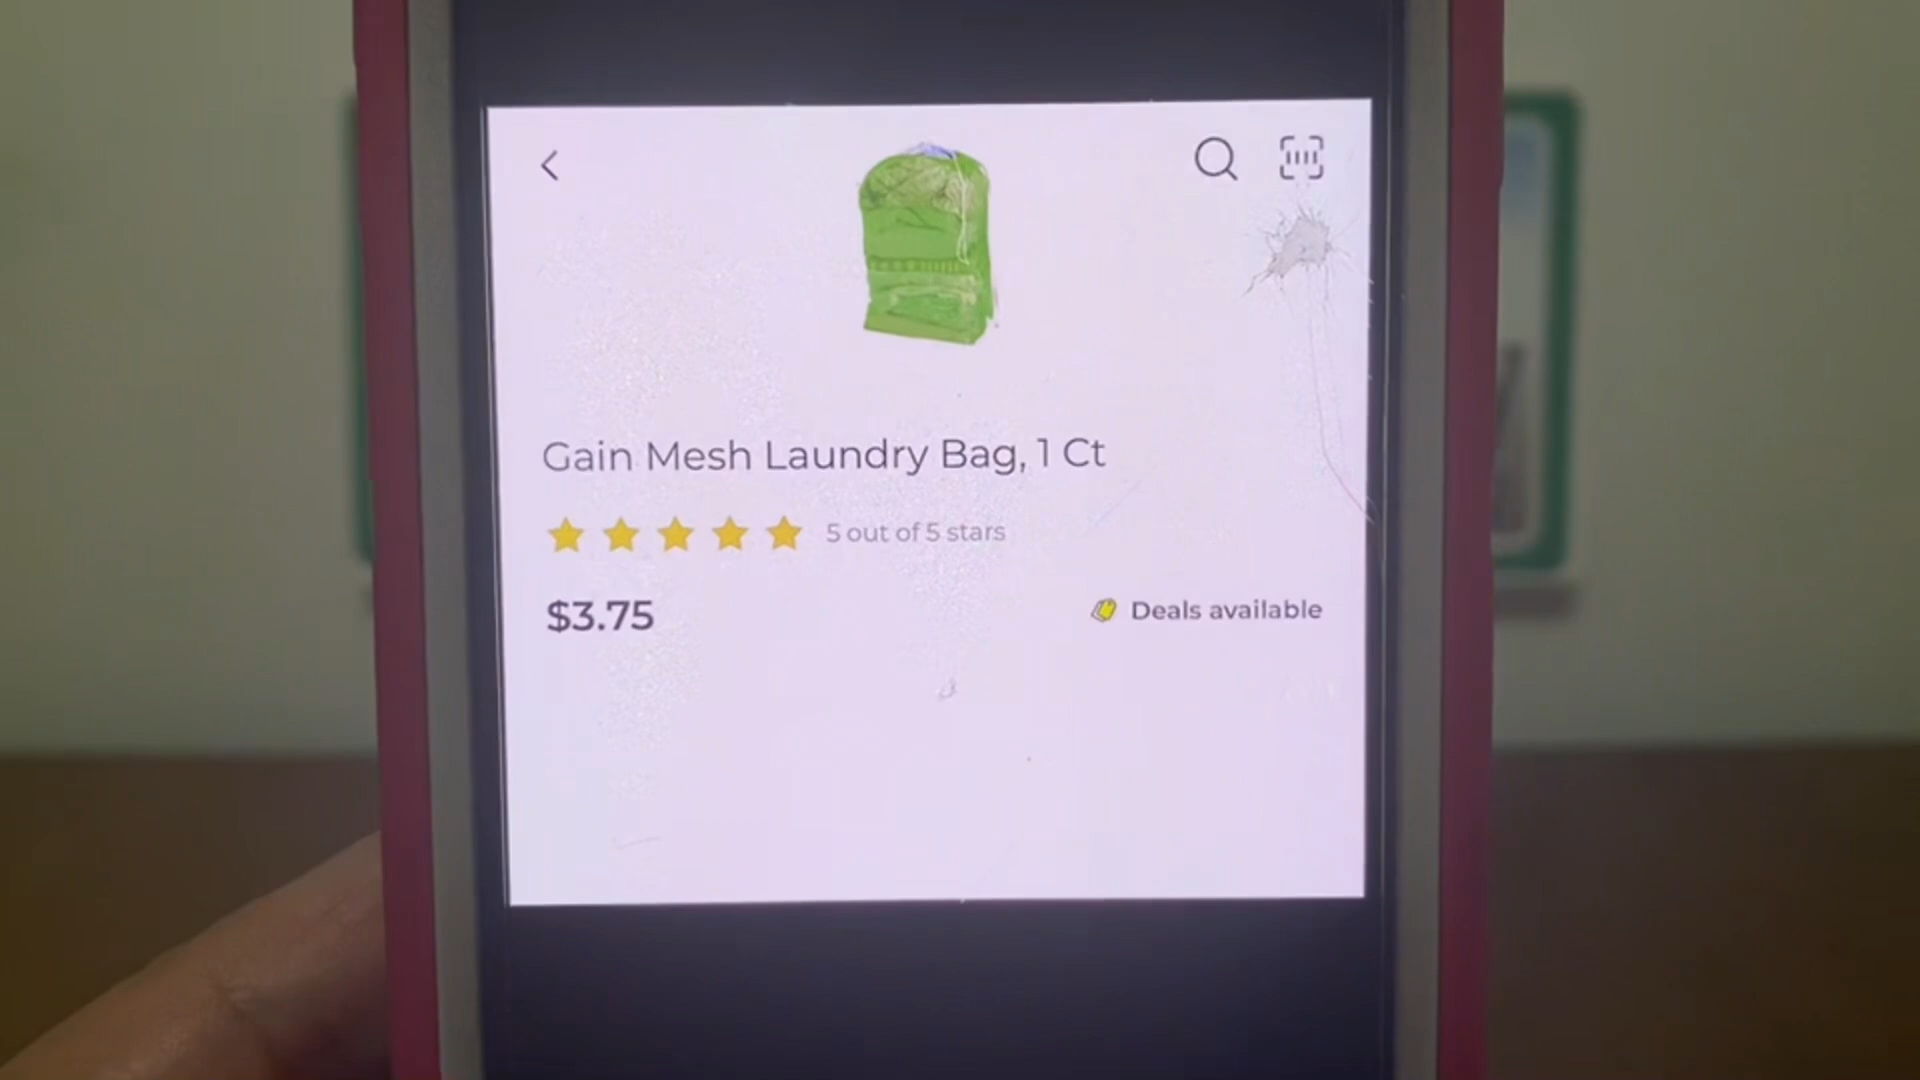 Gain Mesh Laundry Bag, 1 Ct
5 out of 5 stars
$3.75
Deals available